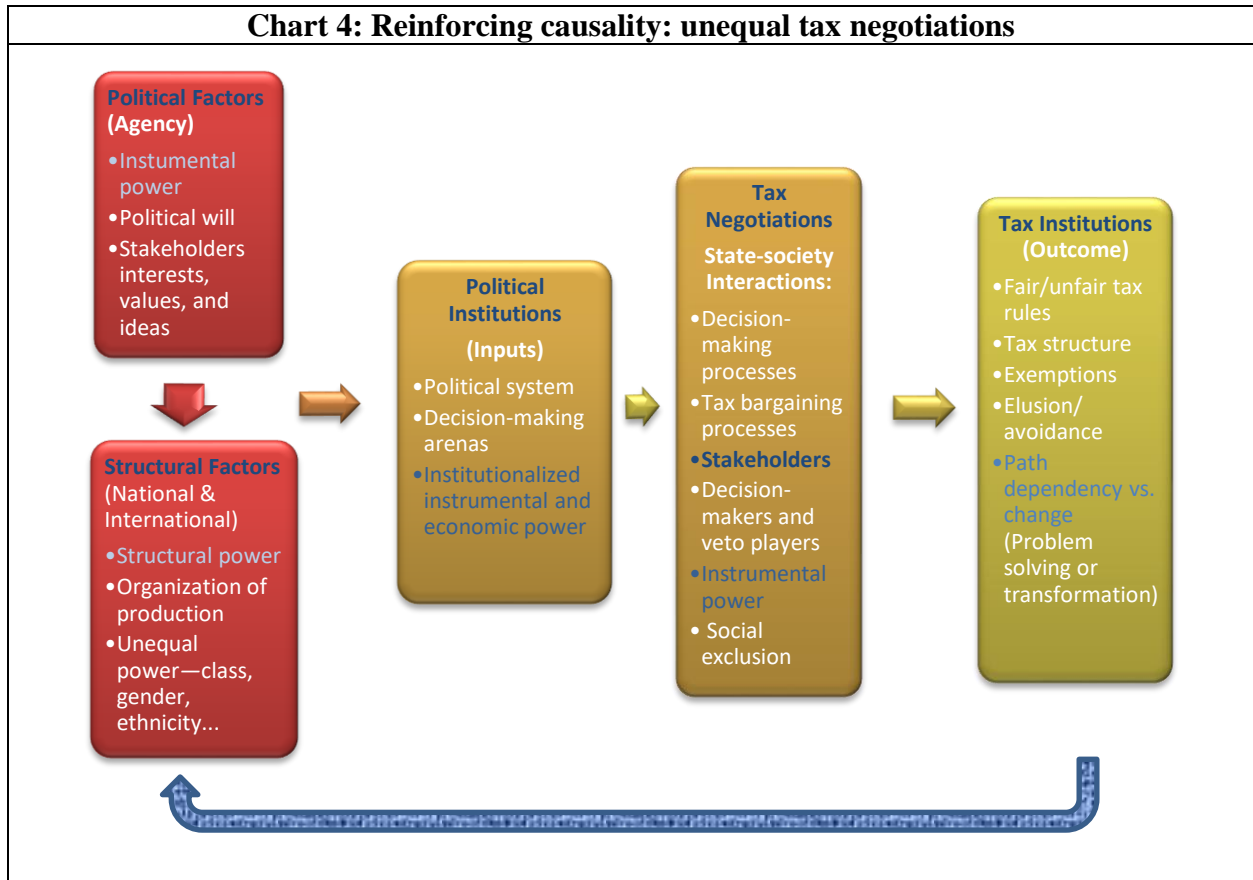 Chart 4: Reinforcing causality: unequal tax negotiations
Political Factors
(Agency)
•Instumental
power
•Political will
•Stakeholders
interests,
values, and
ideas
Structural Factors
(National &
International)
•Structural power
•Organization of
production
•Unequal
power—class,
gender,
ethnicity...
Political
Institutions
(Inputs)
•Political system
•Decision-making
arenas
•Institutionalized
instrumental and
economic power
Tax
Negotiations
State-society
Interactions:
•Decision-
making
processes
•Tax bargaining
processes
•Stakeholders
•Decision-
makers and
veto players
•Instrumental
power
• Social
exclusion
Tax Institutions
(Outcome)
•Fair/unfair tax
rules
•Tax structure
•Exemptions
•Elusion/
avoidance
•Path
dependency vs.
change
(Problem
solving or
transformation)